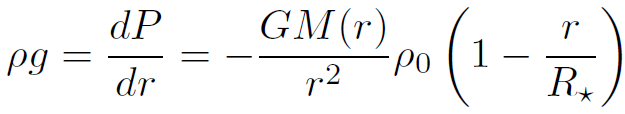 ρg = dP/dr = −GM(r)/r² ρ₀ (1 − r/R⋆)